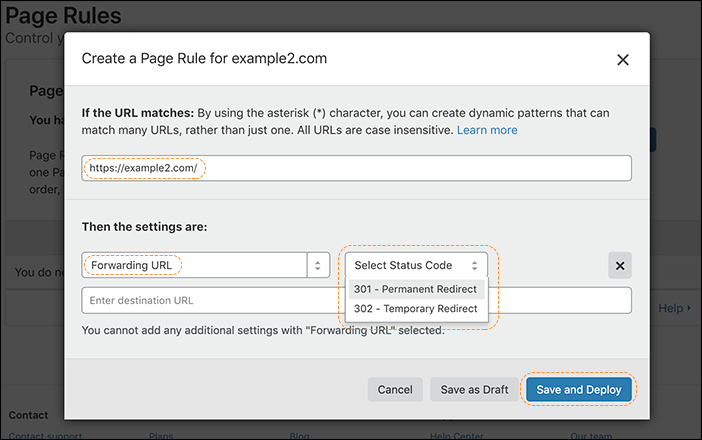 Page Rules
Control y
Create a Page Rule for example2.com
Pag
You ha
Page R
one Pa
order,
If the URL matches: By using the asterisk (*) character, you can create dynamic patterns that can
match many URLs, rather than just one. All URLs are case insensitive. Learn more
https://example2.com/
Then the settings are:
You do ne
Forwarding URL
Select Status Code
301 - Permanent Redirect
302 - Temporary Redirect
Enter destination URL
Help
You cannot add any additional settings with "Forwarding URL" selected.
Cancel
Save as Draft
Save and Deploy
Contact
Contact support
Plans
Blog
Help Center
Our team